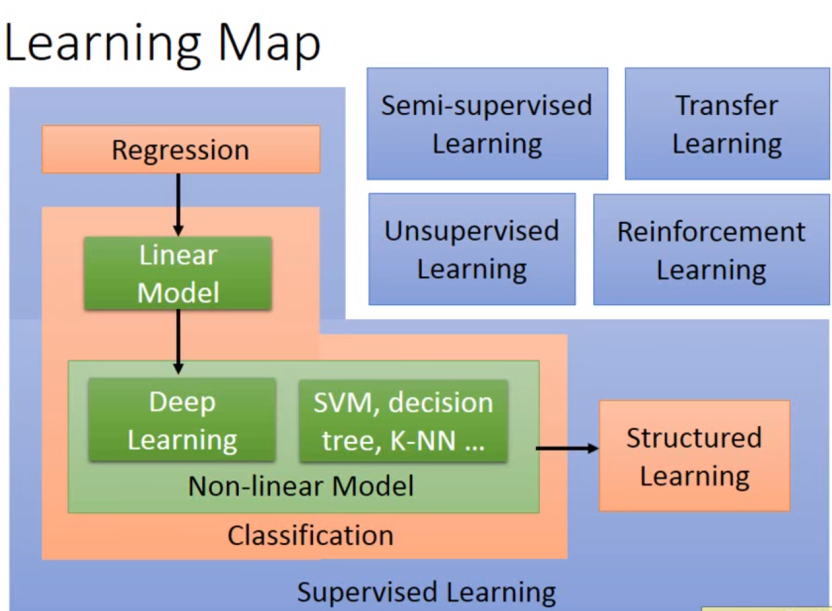 Learning Map
Regression
Linear
Model
Deep
Learning
SVM, decision
tree, K-NN ...
Non-linear Model
Classification
Semi-supervised
Learning
Transfer
Learning
Unsupervised
Learning
Reinforcement
Learning
Structured
Learning
Supervised Learning